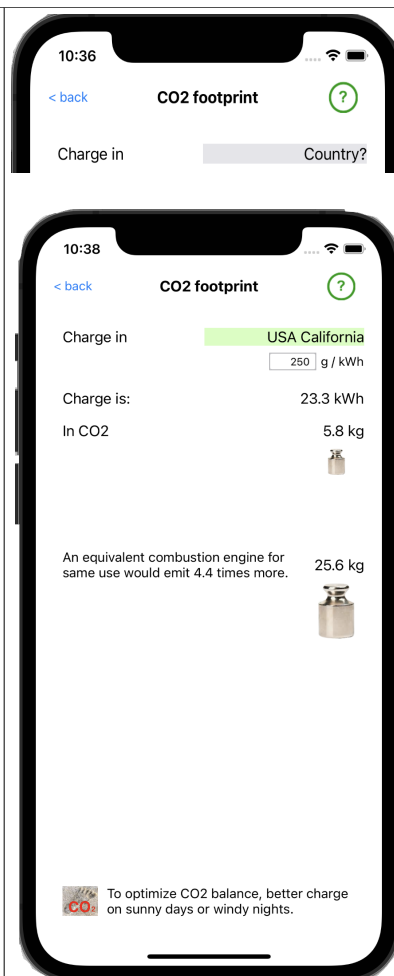 10:36
< back CO2 footprint ?
Charge in Country?
10:38
< back CO2 footprint ?
Charge in USA California
250 g / kWh
Charge is: 23.3 kWh
In CO2 5.8 kg
An equivalent combustion engine for
same use would emit 4.4 times more. 25.6 kg
CO₂ To optimize CO2 balance, better charge
on sunny days or windy nights.